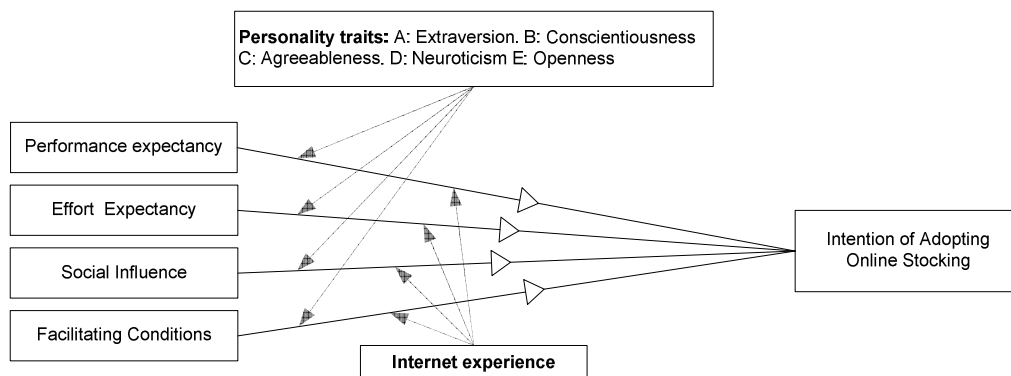 Personality traits: A: Extraversion. B: Conscientiousness
C: Agreeableness. D: Neuroticism E: Openness
Performance expectancy
Effort Expectancy
Social Influence
Facilitating Conditions
Intention of Adopting
Online Stocking
Internet experience